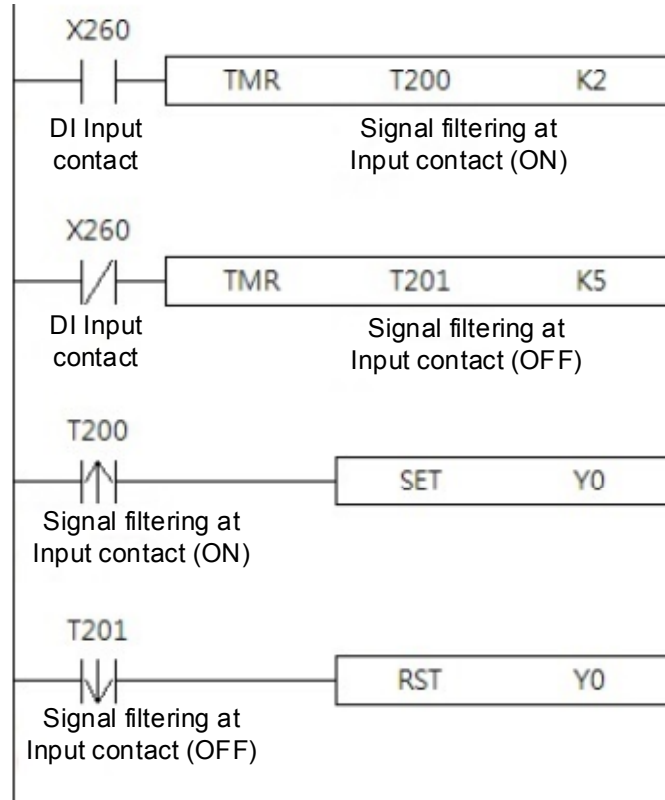 X260
TMR T200 K2
DI Input
contact
Signal filtering at
Input contact (ON)
X260
TMR T201 K5
DI Input
contact
Signal filtering at
Input contact (OFF)
T200
SET Y0
Signal filtering at
Input contact (ON)
T201
RST Y0
Signal filtering at
Input contact (OFF)